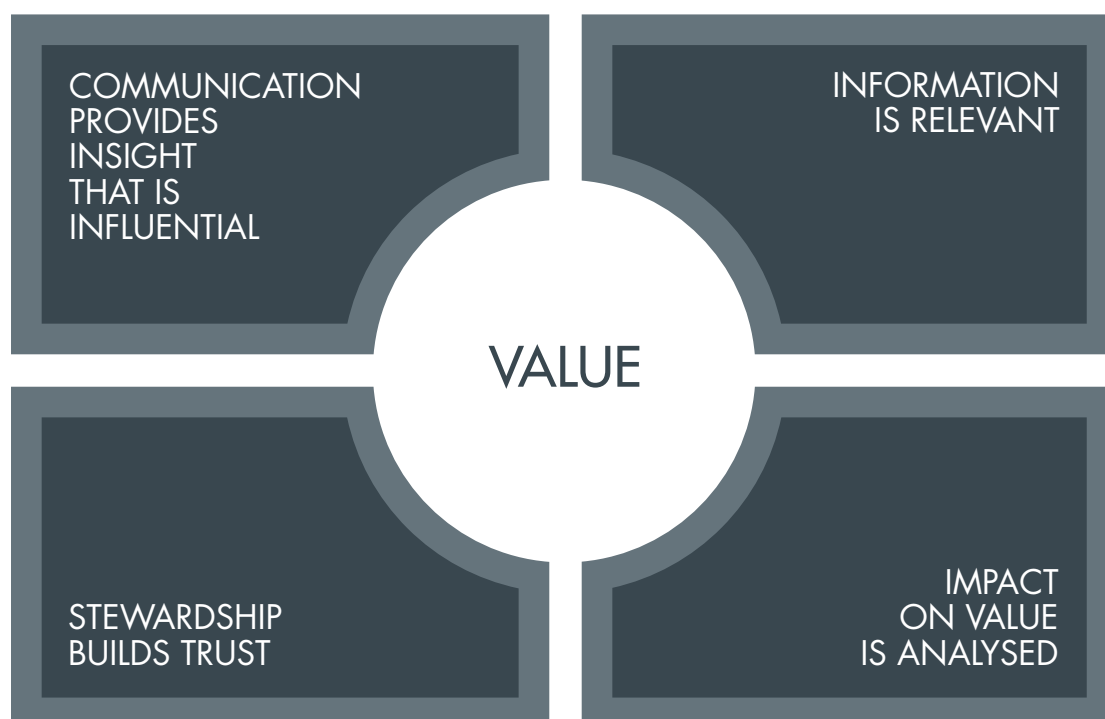 COMMUNICATION
PROVIDES
INSIGHT
THAT IS
INFLUENTIAL
INFORMATION
IS RELEVANT
VALUE
STEWARDSHIP
BUILDS TRUST
IMPACT
ON VALUE
IS ANALYSED